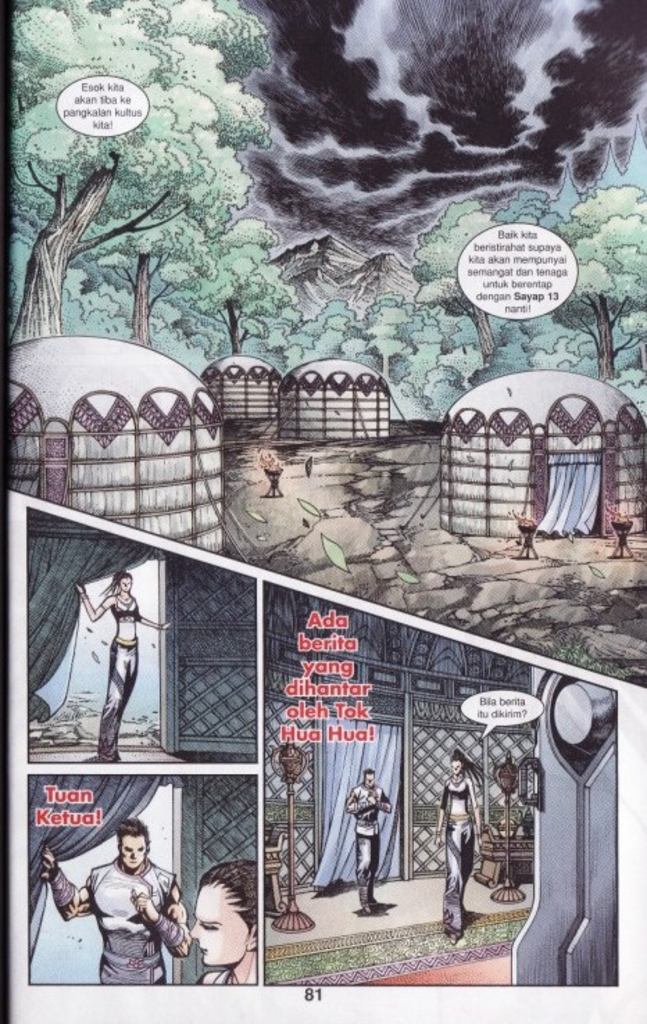 Esok kita
akan tiba ke
pangkalan kultus
kita!
Baik kita
beristirahat supaya
kita akan mempunyai
semangat dan tenaga
untuk berentap
dengan Sayap 13
nanti!
Tuan
Ketua!
Ada
berita
yang
dihantar
oleh Tok
Hua Hua!
Bila berita
itu dikirim?
81